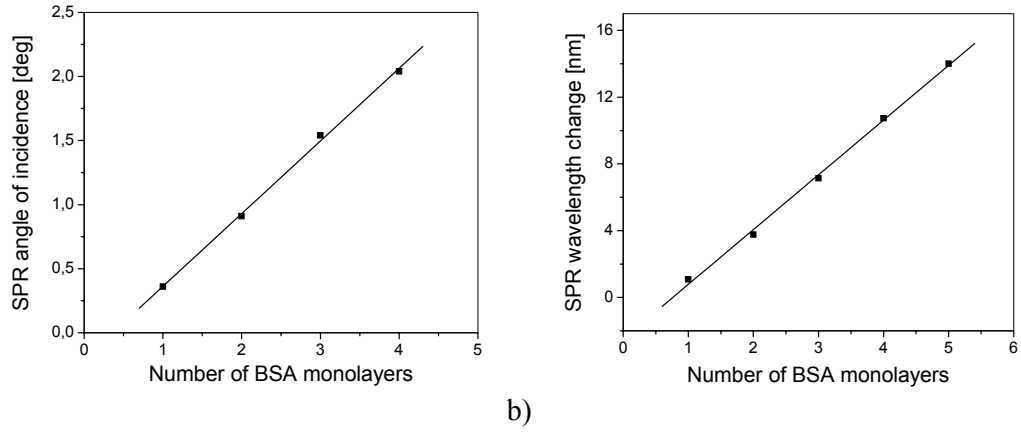 SPR angle of incidence [deg]
2,5
2,0
1,5
1,0
0,5
0,0
0 1 2 3 4 5
Number of BSA monolayers
SPR wavelength change [nm]
16
12
8
4
0
0 1 2 3 4 5 6
Number of BSA monolayers
b)